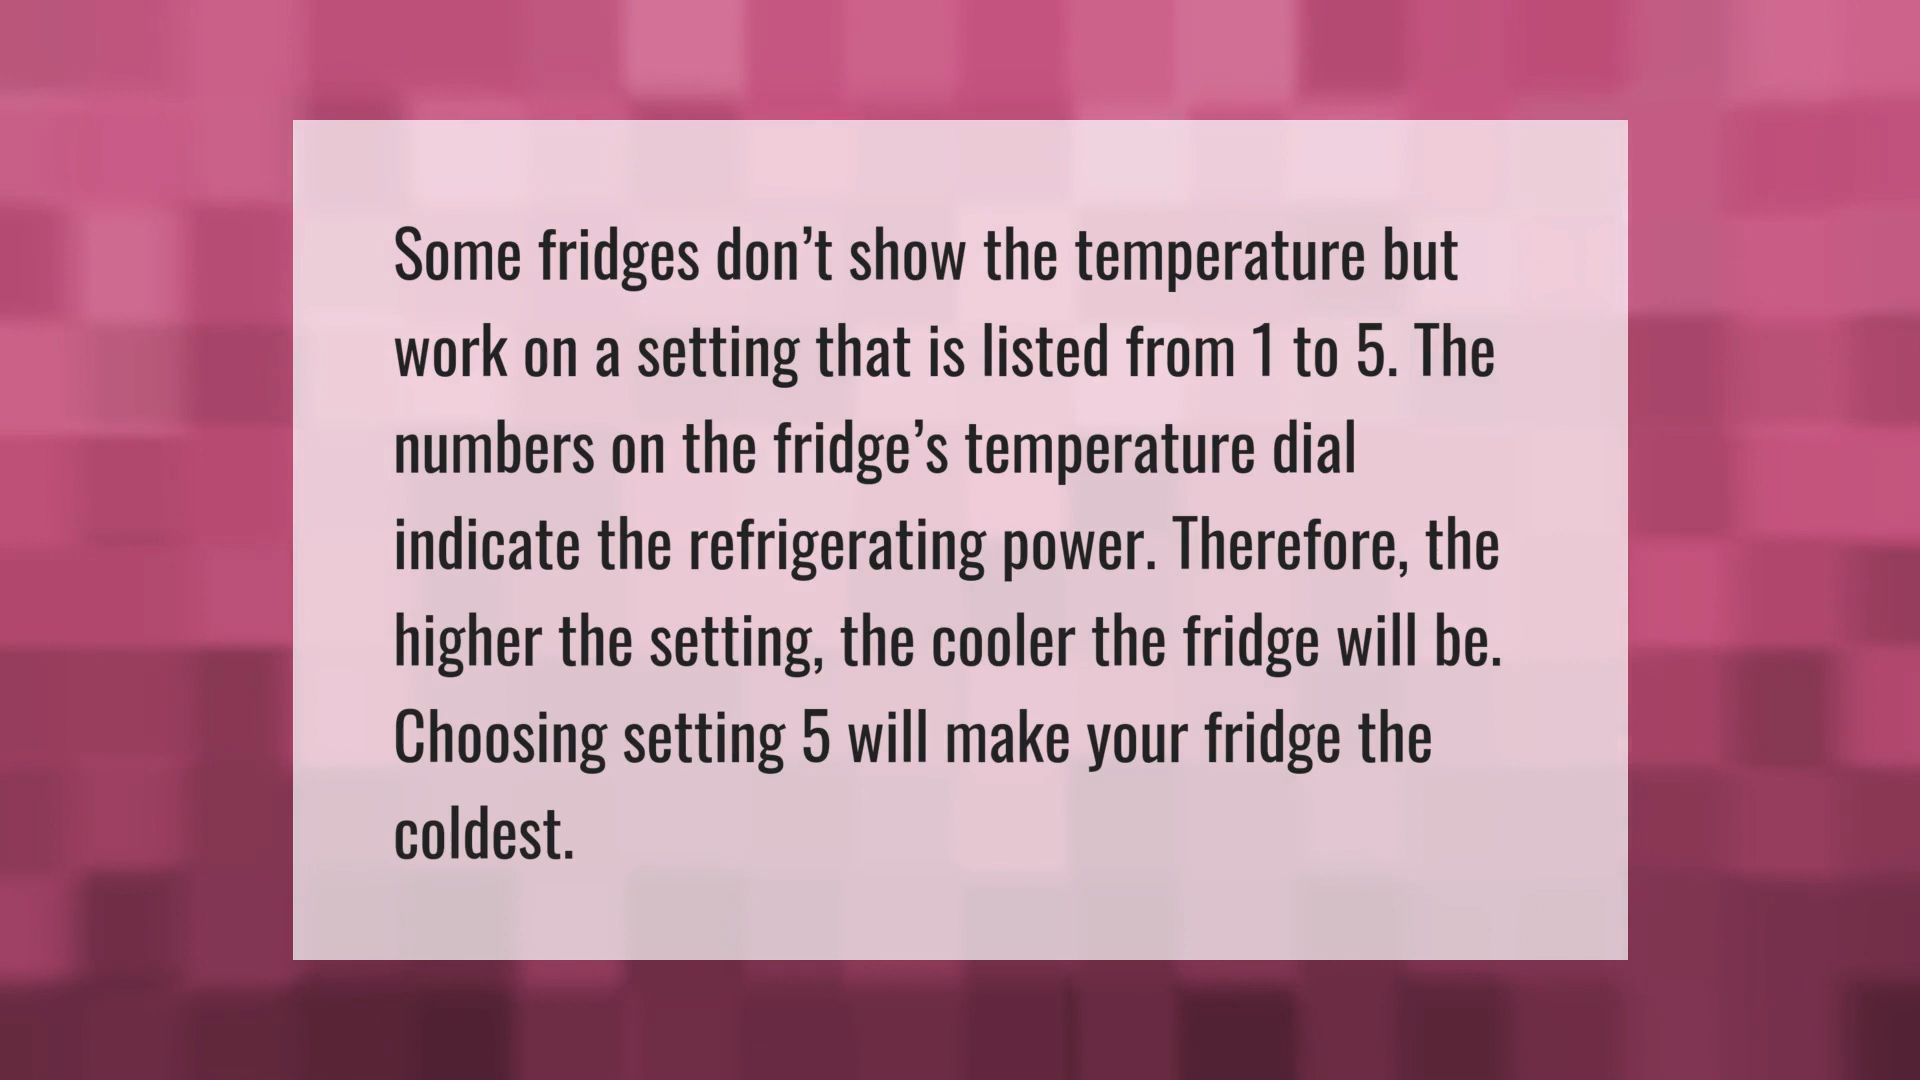 Some fridges don’t show the temperature but
work on a setting that is listed from 1 to 5. The
numbers on the fridge’s temperature dial
indicate the refrigerating power. Therefore, the
higher the setting, the cooler the fridge will be.
Choosing setting 5 will make your fridge the
coldest.